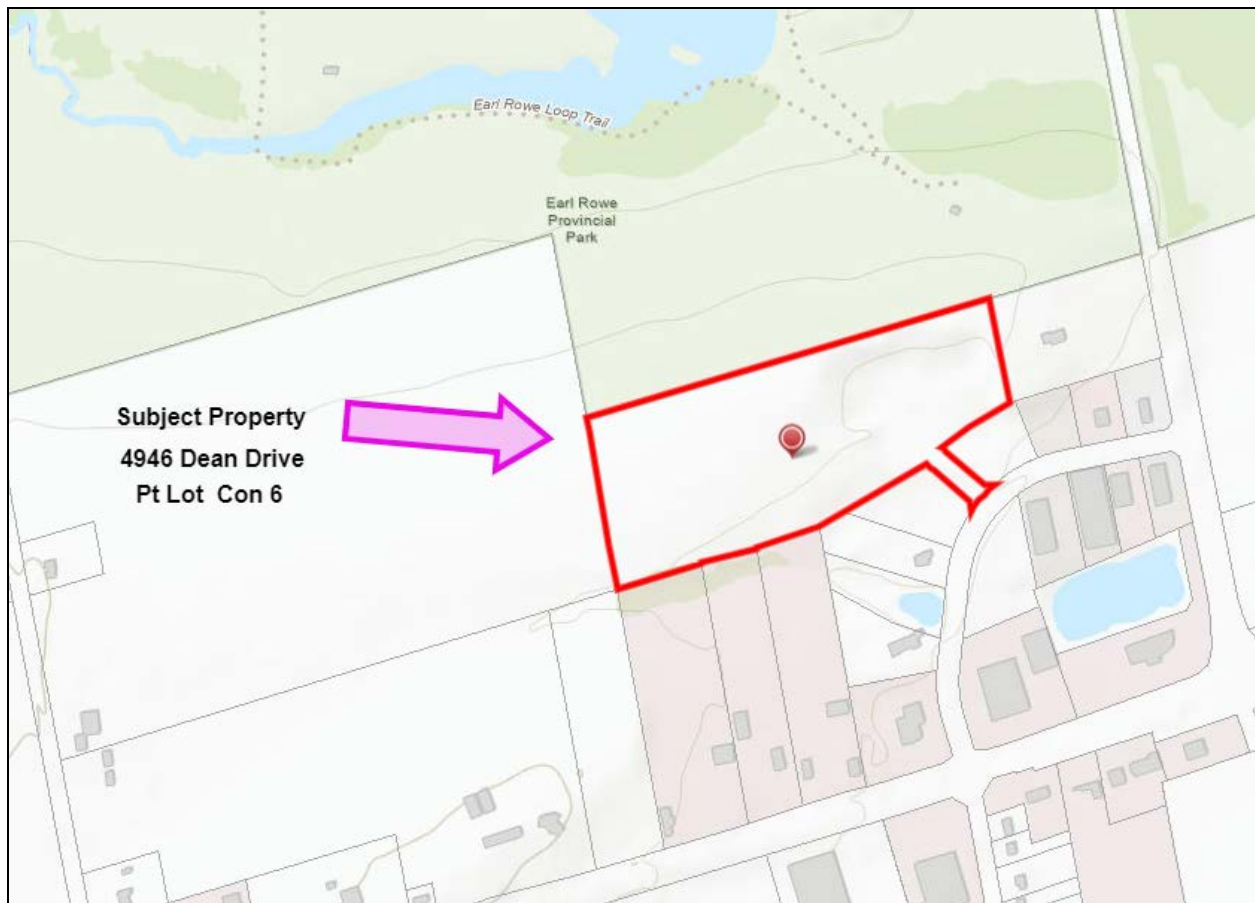 Earl Rowe Loop Trail
Earl Rowe
Provincial
Park
Subject Property
4946 Dean Drive
Pt Lot  Con 6